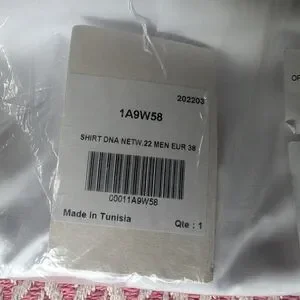 202203
1A9W58
SHIRT DNA NETW.22 MEN EUR 38
00011A9W58
Made in Tunisia
Qte : 1